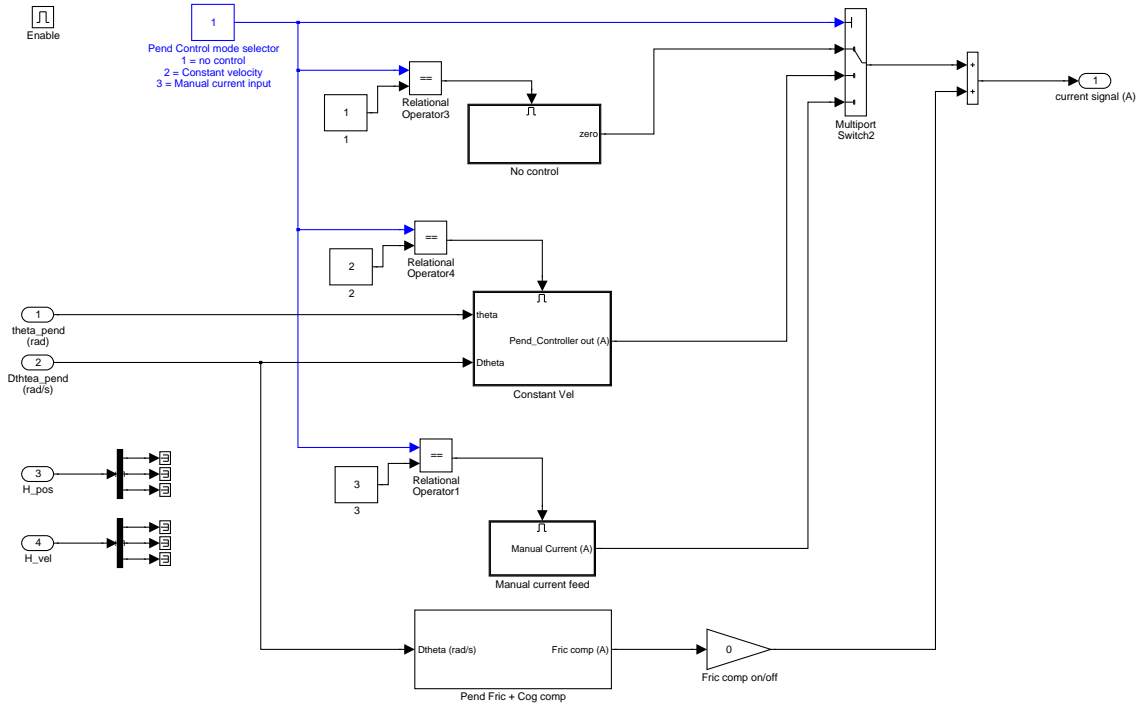 Enable
1
Pend Control mode selector
1 = no control
2 = Constant velocity
3 = Manual current input
==
Relational
Operator3
1
1
zero
No control
Multiport
Switch2
+
+
1
current signal (A)
==
Relational
Operator4
2
2
1
theta_pend
(rad)
2
Dthtea_pend
(rad/s)
theta
Pend_Controller out (A)
Dtheta
Constant Vel
==
Relational
Operator1
3
3
3
H_pos
4
H_vel
Manual Current (A)
Manual current feed
Dtheta (rad/s)
Fric comp (A)
Pend Fric + Cog comp
0
Fric comp on/off